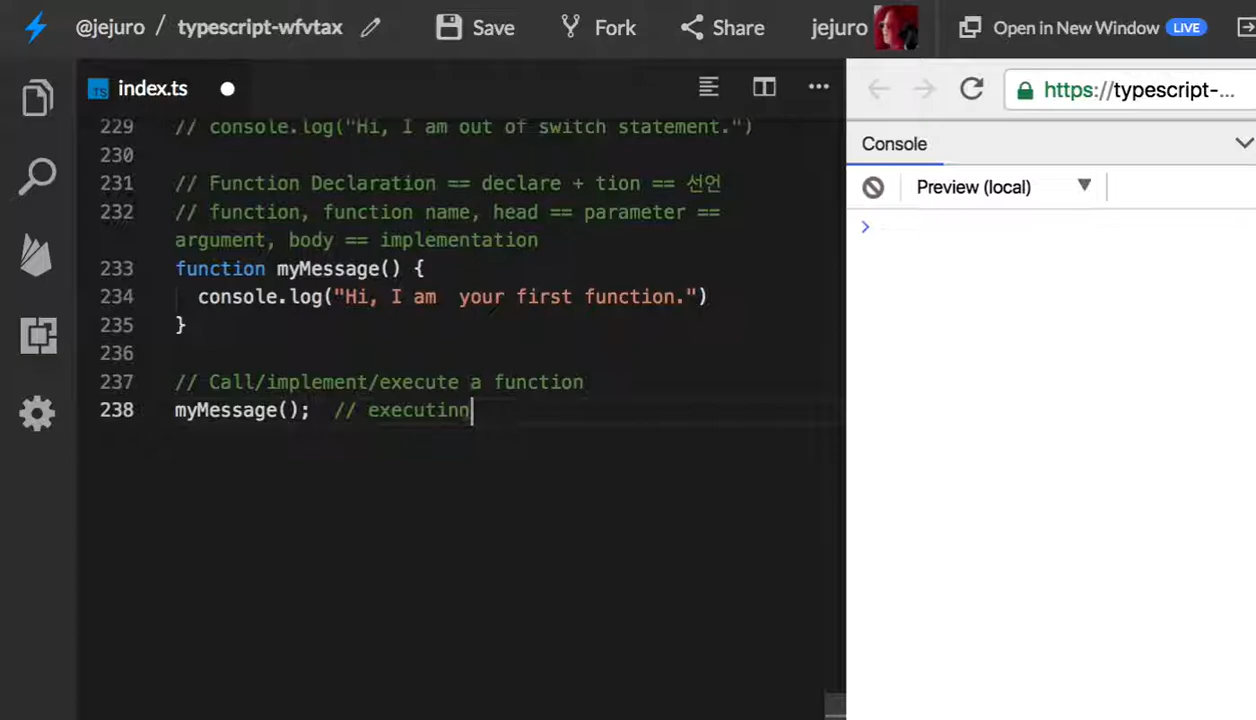 @jejuro / typescript-wfvtax Save Fork Share jejuro Open in New Window LIVE
TS index.ts
https://typescript-...
229 // console.log("Hi, I am out of switch statement.")
Console
230
231 // Function Declaration == declare + tion == 선언
Preview (local)
232 // function, function name, head == parameter ==
argument, body == implementation
>
233 function myMessage() {
234 console.log("Hi, I am  your first function.")
235 }
236
237 // Call/implement/execute a function
238 myMessage();  // executinn